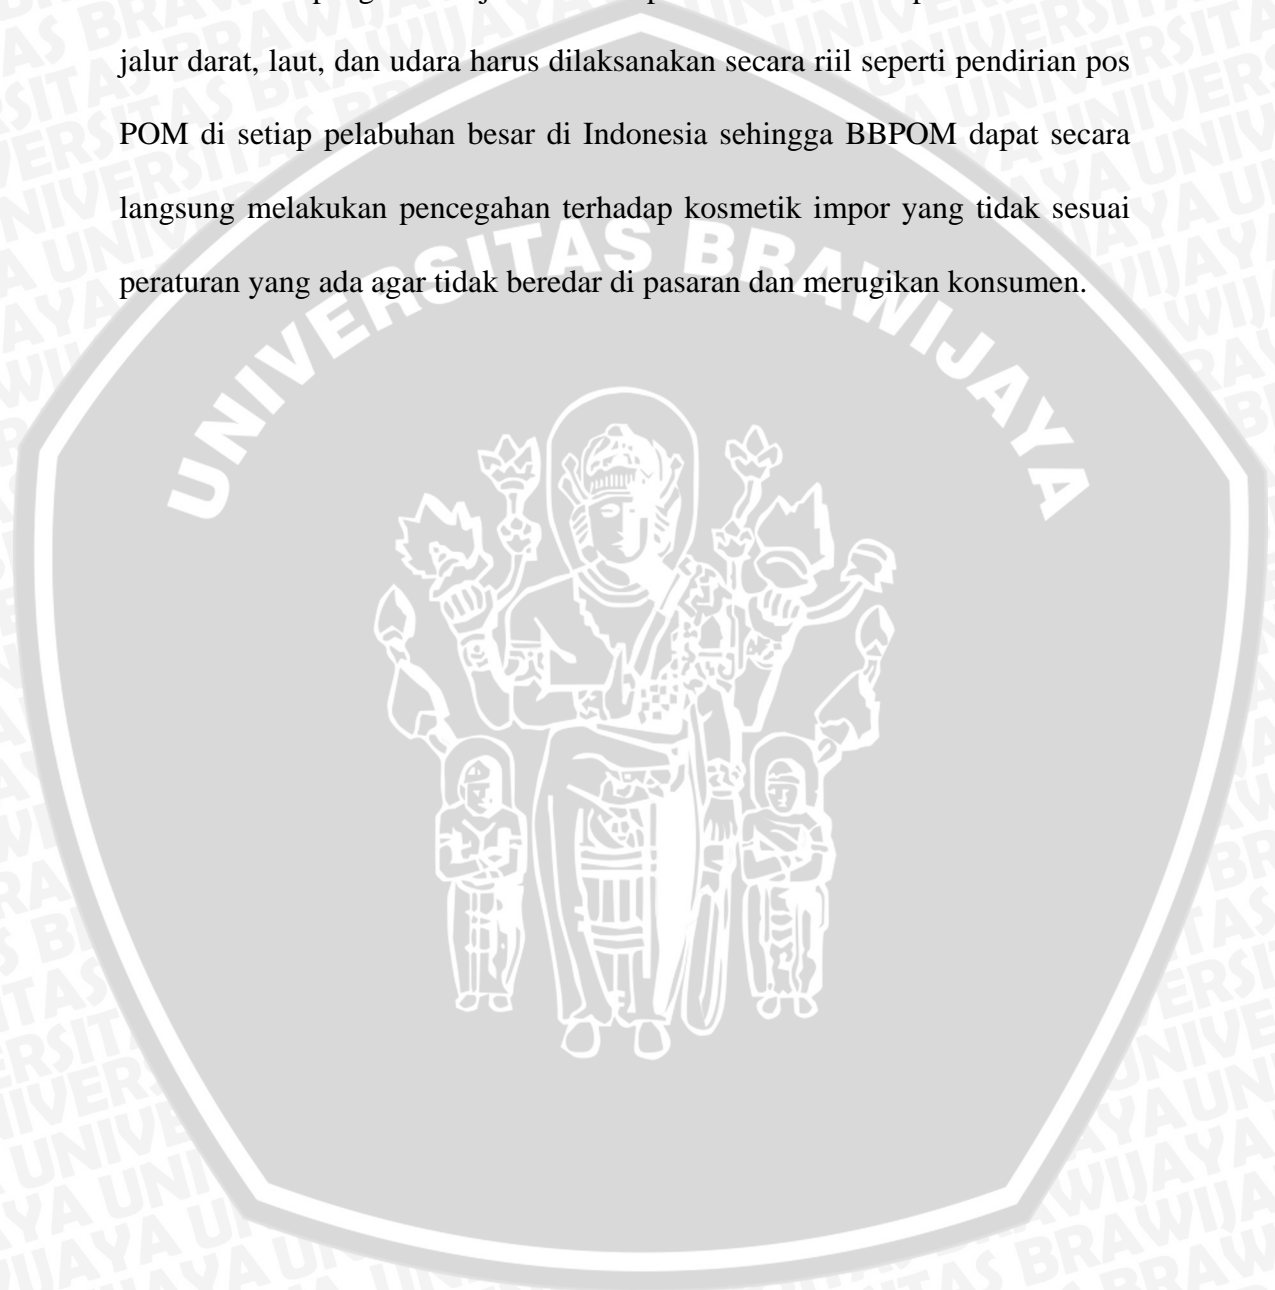 jalur darat, laut, dan udara harus dilaksanakan secara riil seperti pendirian pos
POM di setiap pelabuhan besar di Indonesia sehingga BBPOM dapat secara
langsung melakukan pencegahan terhadap kosmetik impor yang tidak sesuai
peraturan yang ada agar tidak beredar di pasaran dan merugikan konsumen.
UNIVERSITAS BRAWIJAYA